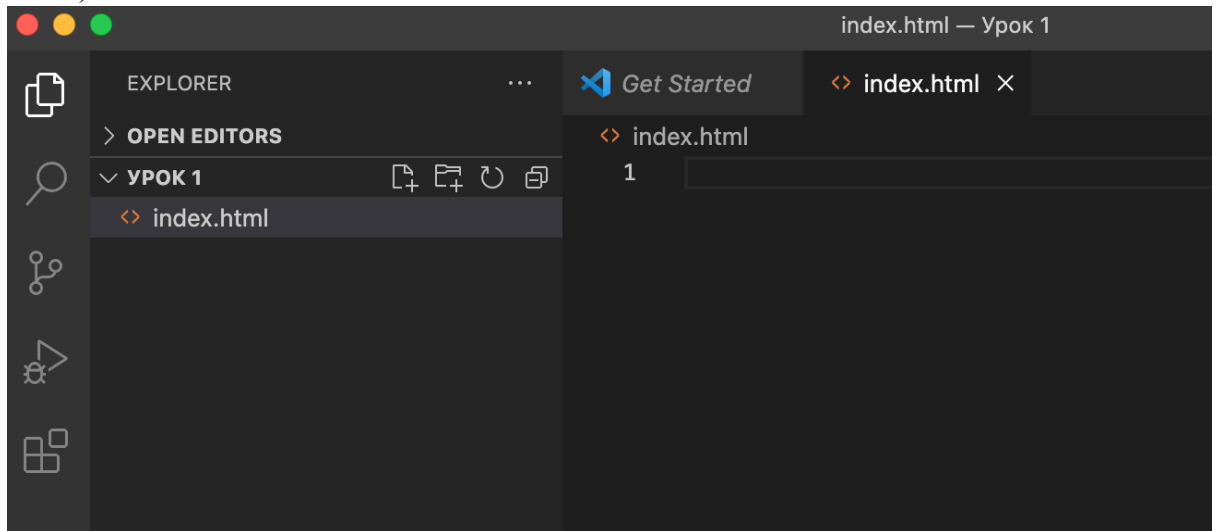 index.html — Урок 1
EXPLORER
Get Started
index.html
OPEN EDITORS
index.html
УРОК 1
1
index.html